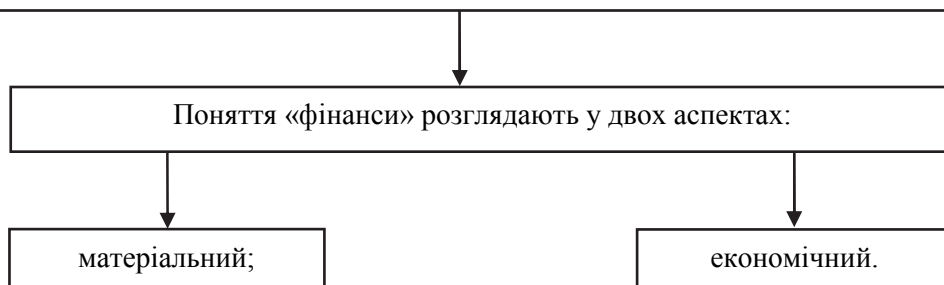 Поняття «фінанси» розглядають у двох аспектах:
матеріальний;
економічний.